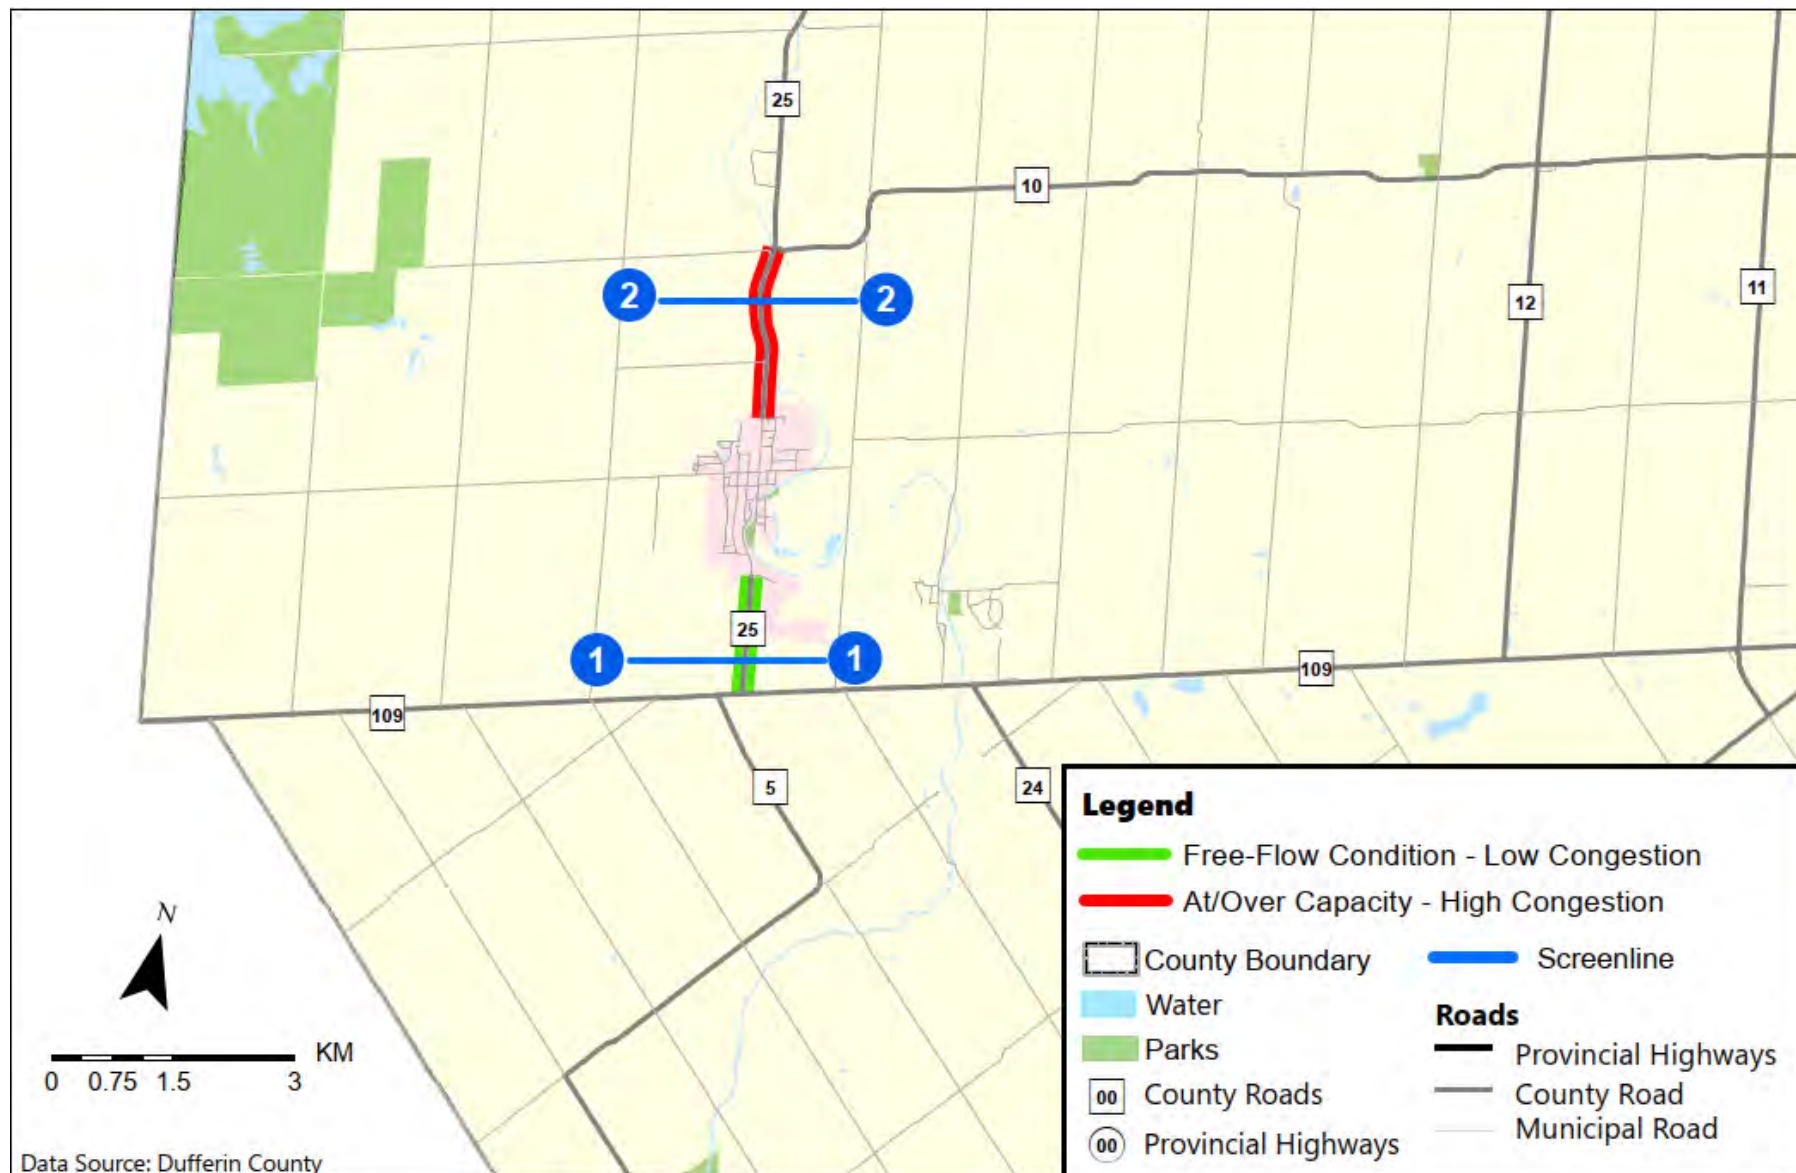 25
10
2
2
12
11
25
1
1
109
109
5
24
N
KM
0 0.75 1.5 3
Data Source: Dufferin County
Legend
Free-Flow Condition - Low Congestion
At/Over Capacity - High Congestion
County Boundary
Screenline
Water
Parks
00 County Roads
00 Provincial Highways
Roads
Provincial Highways
County Road
Municipal Road